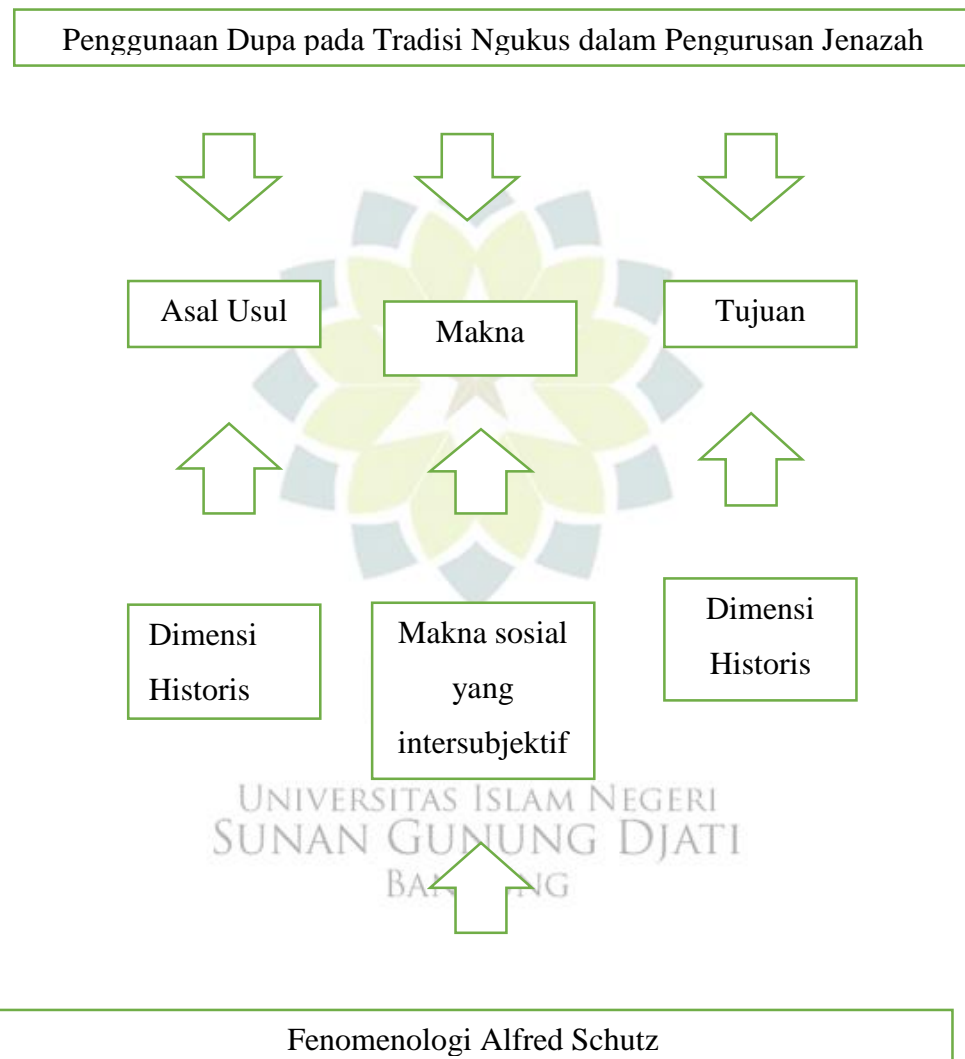 Penggunaan Dupa pada Tradisi Ngukus dalam Pengurusan Jenazah
Asal Usul
Makna
Tujuan
Dimensi
Historis
Makna sosial
yang
intersubjektif
Dimensi
Historis
UNIVERSITAS ISLAM NEGERI
SUNAN GUNUNG DJATI
Fenomenologi Alfred Schutz